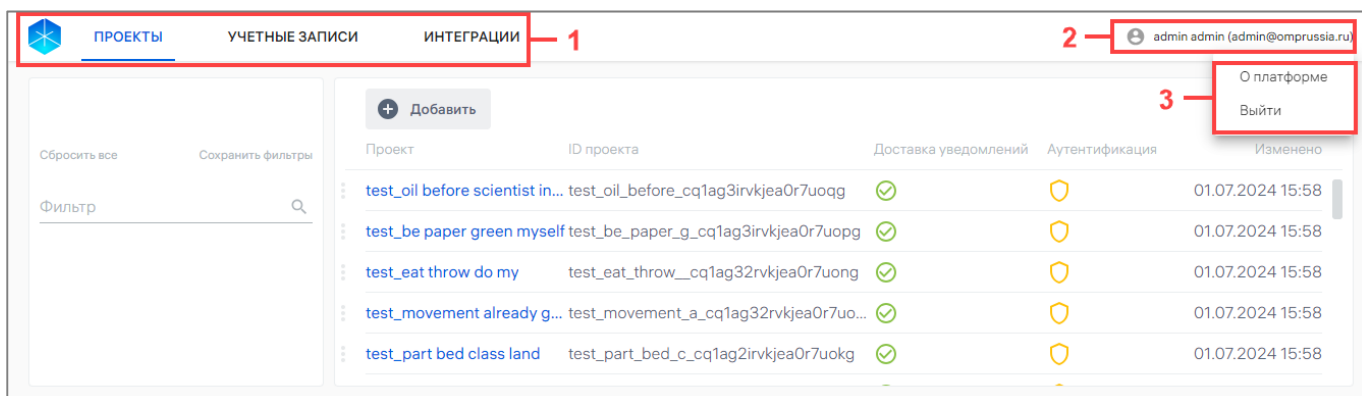 ПРОЕКТЫ УЧЕТНЫЕ ЗАПИСИ ИНТЕГРАЦИИ 1 2 admin admin (admin@omprussia.ru)
3 О платформе
Выйти
Добавить
Сбросить все Сохранить фильтры
Фильтр
Проект ID проекта Доставка уведомлений Аутентификация Изменено
test_oil before scientist in... test_oil_before_cq1ag3irvkjea0r7uoqg 01.07.2024 15:58
test_be paper green myself test_be_paper_g_cq1ag3irvkjea0r7uopg 01.07.2024 15:58
test_eat throw do my test_eat_throw__cq1ag32rvkjea0r7uong 01.07.2024 15:58
test_movement already g... test_movement_a_cq1ag32rvkjea0r7uo... 01.07.2024 15:58
test_part bed class land test_part_bed_c_cq1ag2irvkjea0r7uokg 01.07.2024 15:58